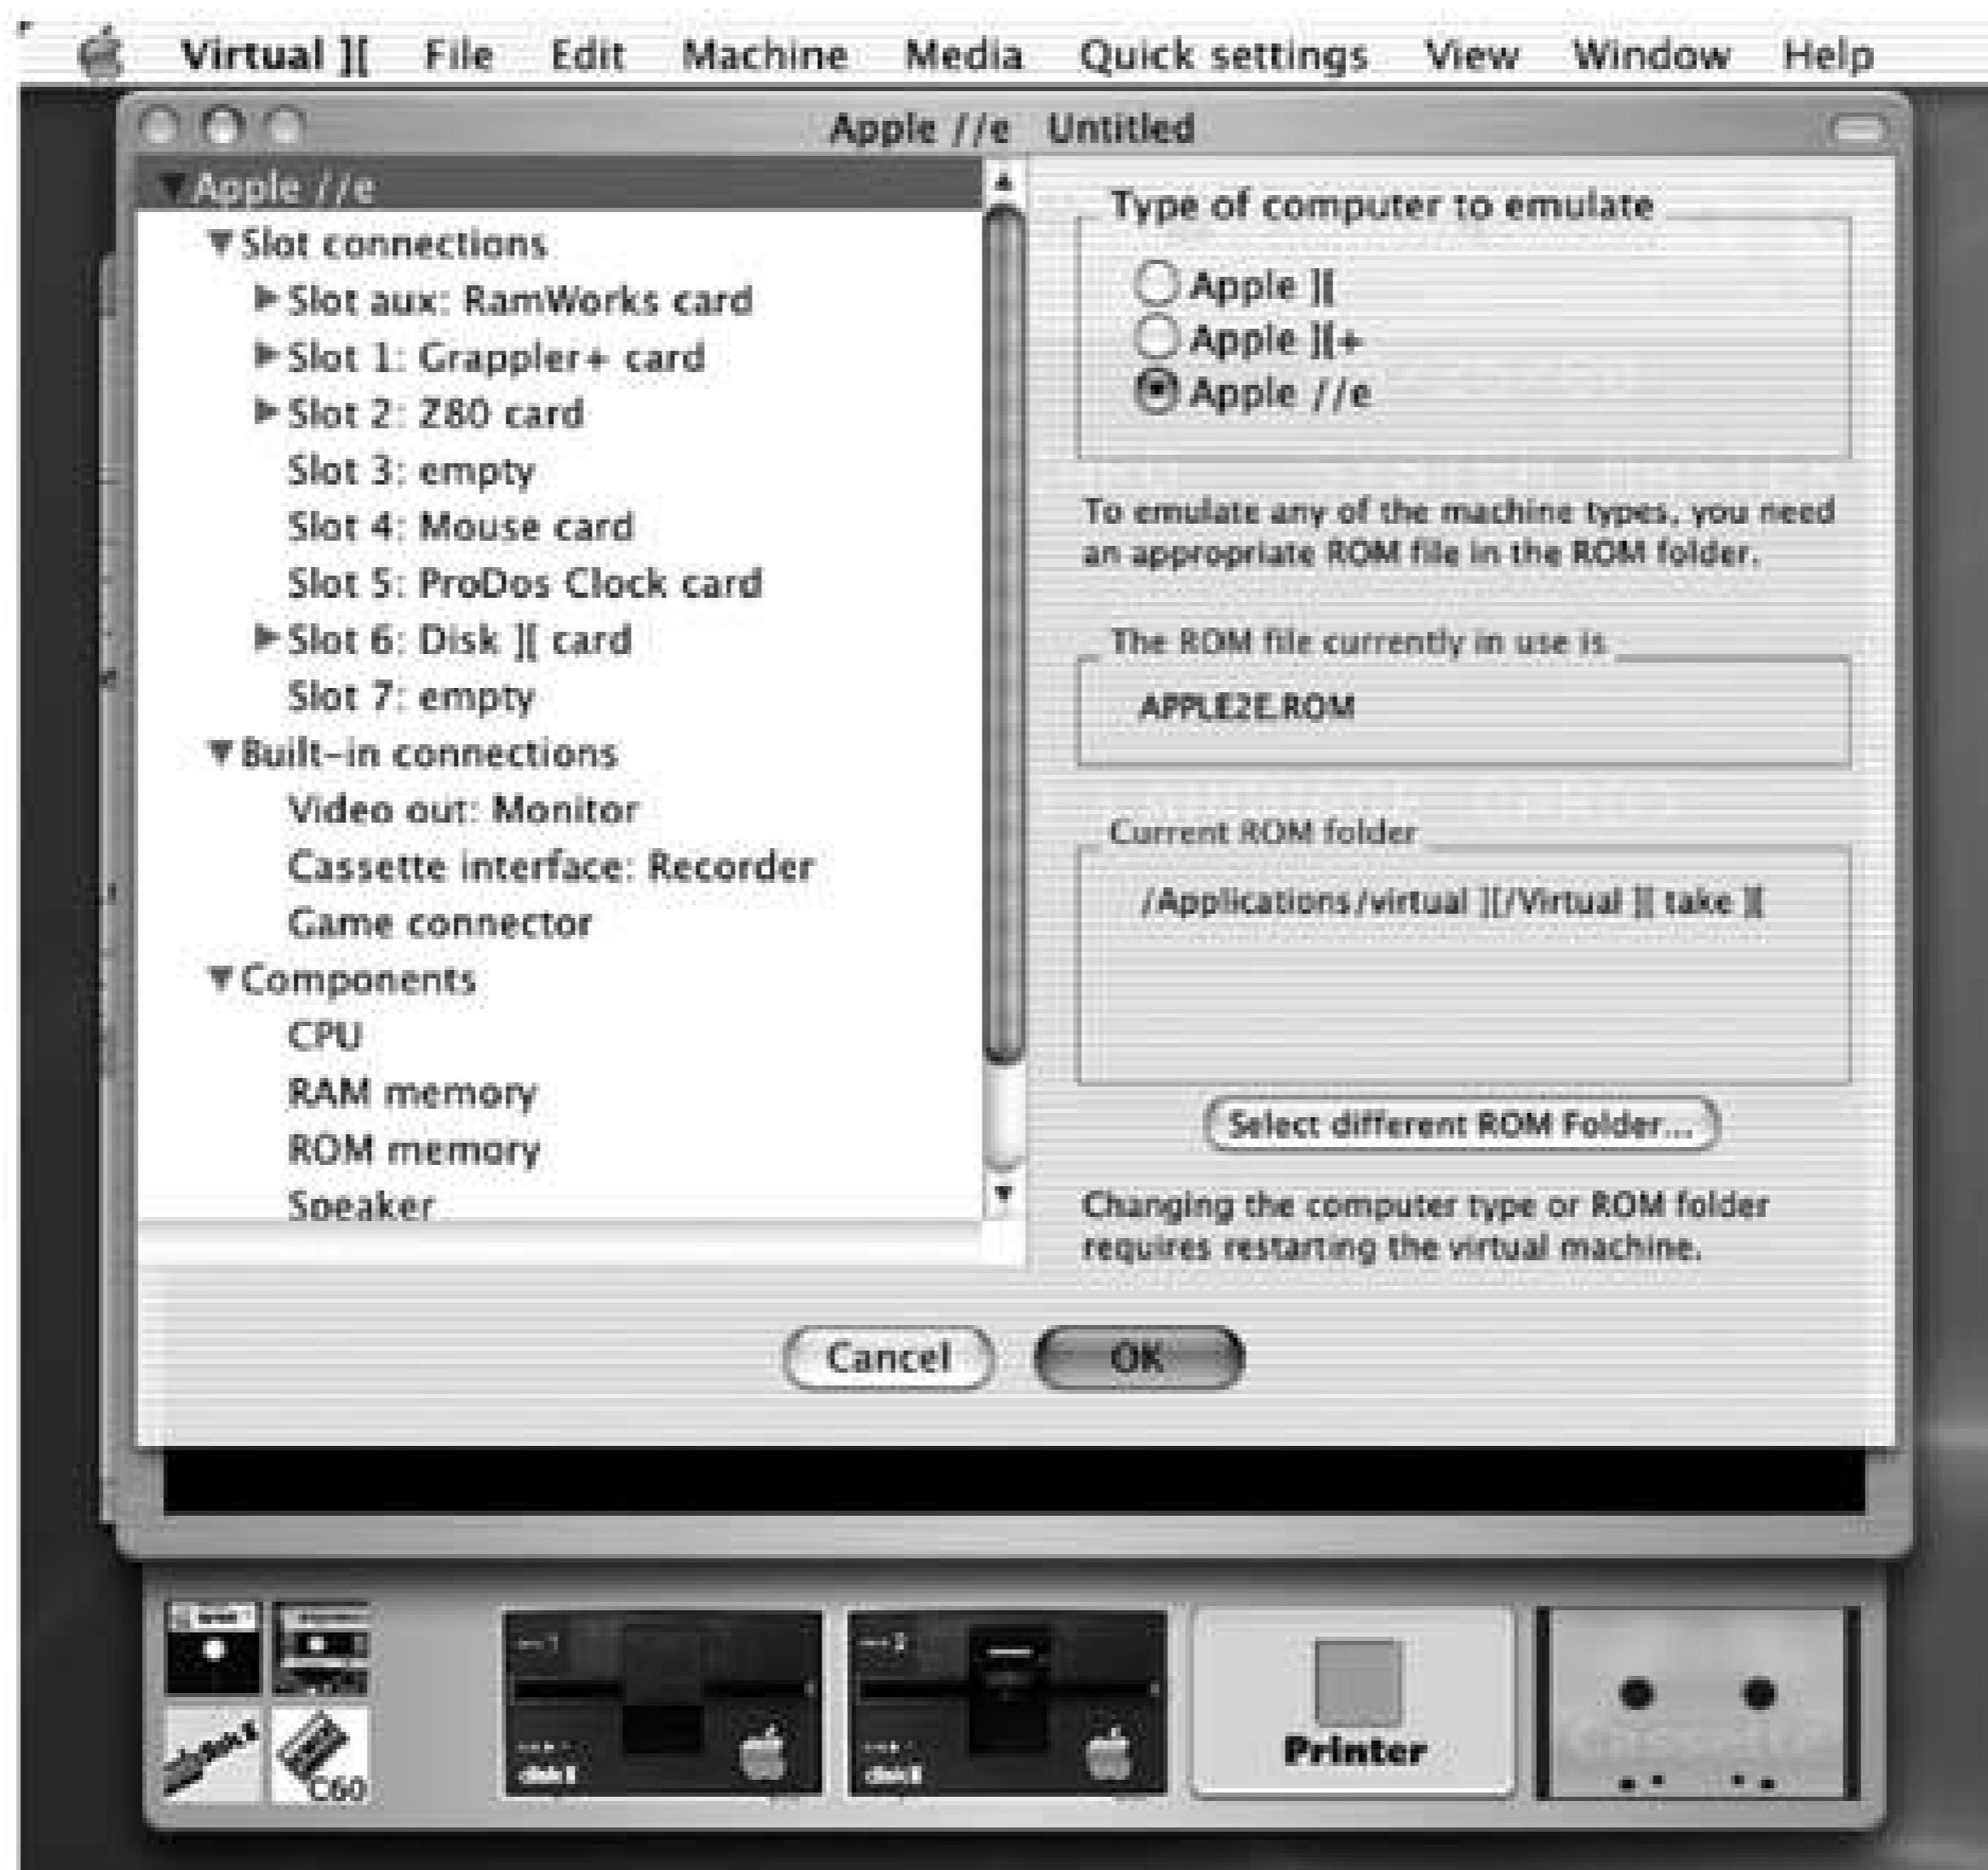 Virtual ][ File Edit Machine Media Quick settings View Window Help
Apple //e Untitled
Apple //e
Slot connections
Slot aux: RamWorks card
Slot 1: Grappler+ card
Slot 2: Z80 card
Slot 3: empty
Slot 4: Mouse card
Slot 5: ProDos Clock card
Slot 6: Disk ][ card
Slot 7: empty
Built-in connections
Video out: Monitor
Cassette interface: Recorder
Game connector
Components
CPU
RAM memory
ROM memory
Speaker
Type of computer to emulate
Apple ][
Apple ][+
Apple //e
To emulate any of the machine types, you need
an appropriate ROM file in the ROM folder.
The ROM file currently in use is
APPLE2E.ROM
Current ROM folder
/Applications/virtual ][/Virtual ][ take ][
Select different ROM Folder...
Changing the computer type or ROM folder
requires restarting the virtual machine.
Cancel OK
C60
Printer